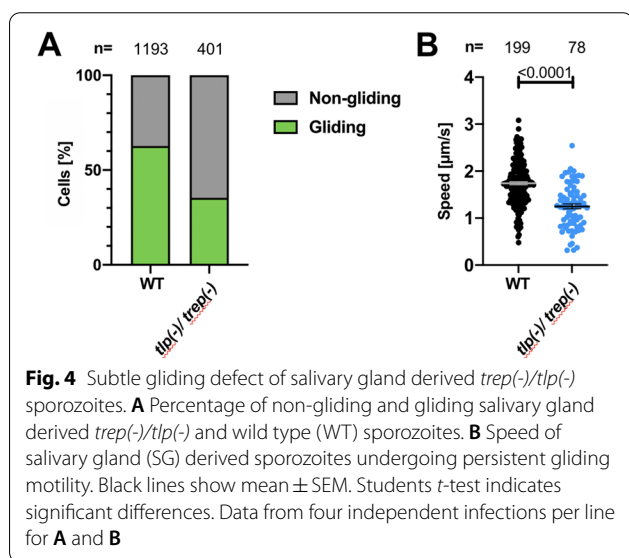 A
n= 1193 401
100
50
0
Cells [%]
WT
tlp(-)/ trep(-)
Non-gliding
Gliding
B
n= 199 78
<0.0001
4
3
2
1
0
Speed [µm/s]
WT
tlp(-)/ trep(-)
Fig. 4 Subtle gliding defect of salivary gland derived trep(-)/tlp(-)
sporozoites. A Percentage of non-gliding and gliding salivary gland
derived trep(-)/tlp(-) and wild type (WT) sporozoites. B Speed of
salivary gland (SG) derived sporozoites undergoing persistent gliding
motility. Black lines show mean ± SEM. Students t-test indicates
significant differences. Data from four independent infections per line
for A and B